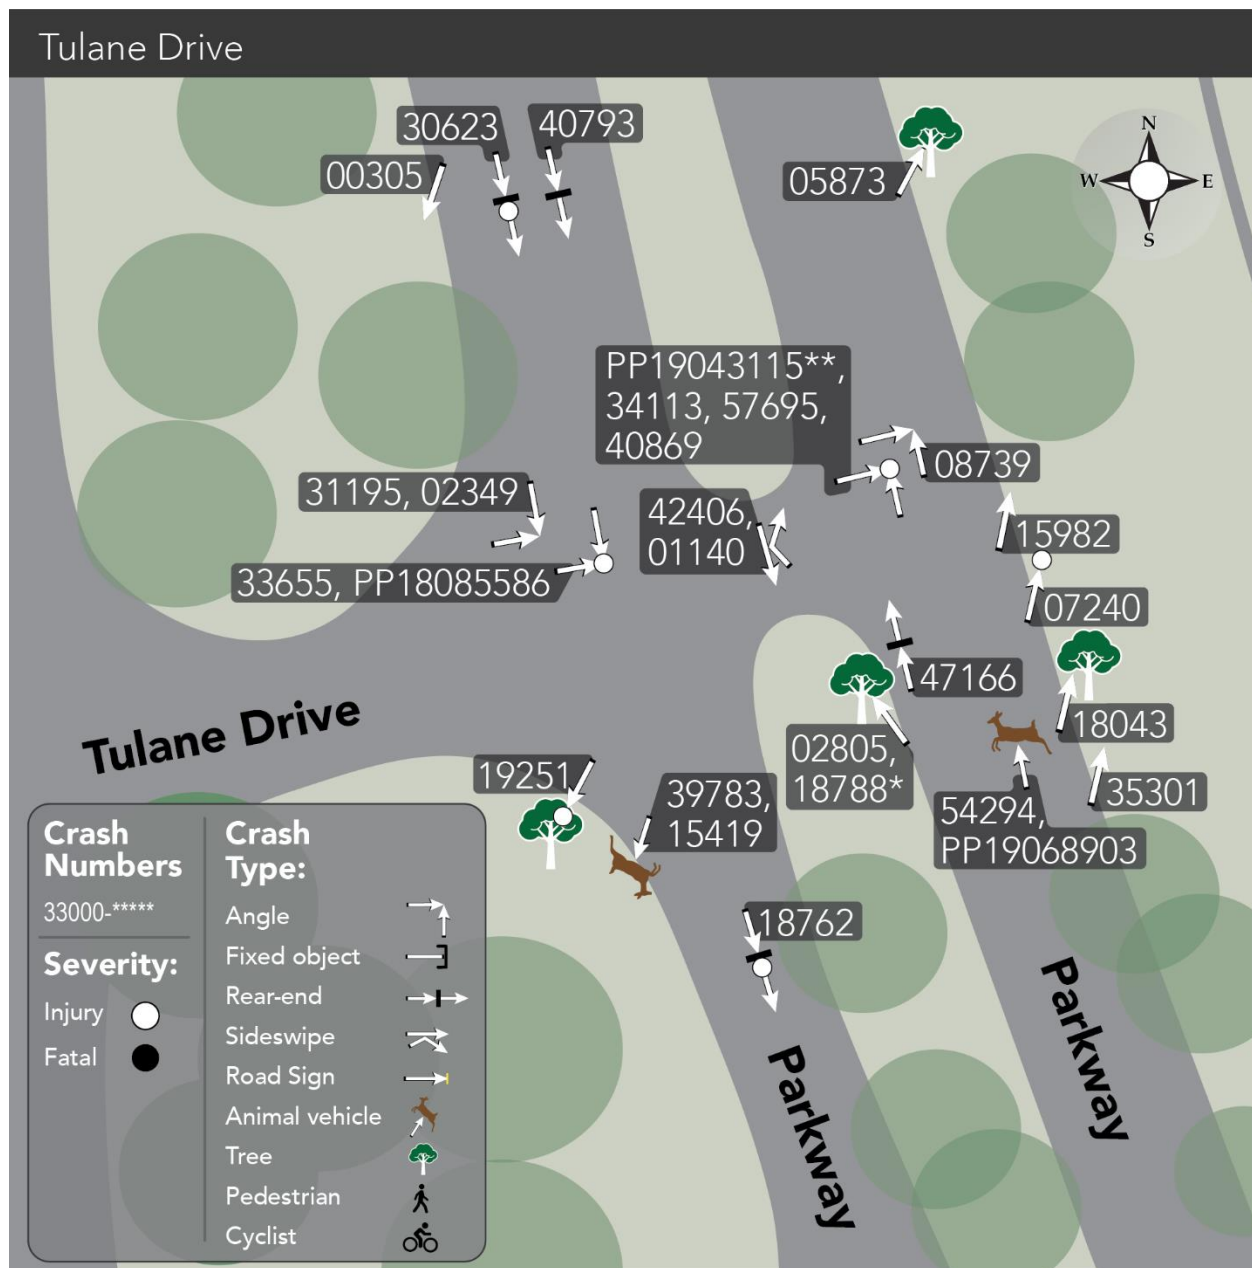 Tulane Drive
30623
40793
00305
05873
N
W
E
S
PP19043115**,
34113, 57695,
40869
08739
31195, 02349
42406,
01140
15982
33655, PP18085586
07240
47166
18043
Tulane Drive
02805,
18788*
19251
39783,
15419
35301
54294,
PP19068903
18762
Parkway
Parkway
Crash
Numbers
33000-*****
Severity:
Injury
Fatal
Crash
Type:
Angle
Fixed object
Rear-end
Sideswipe
Road Sign
Animal vehicle
Tree
Pedestrian
Cyclist